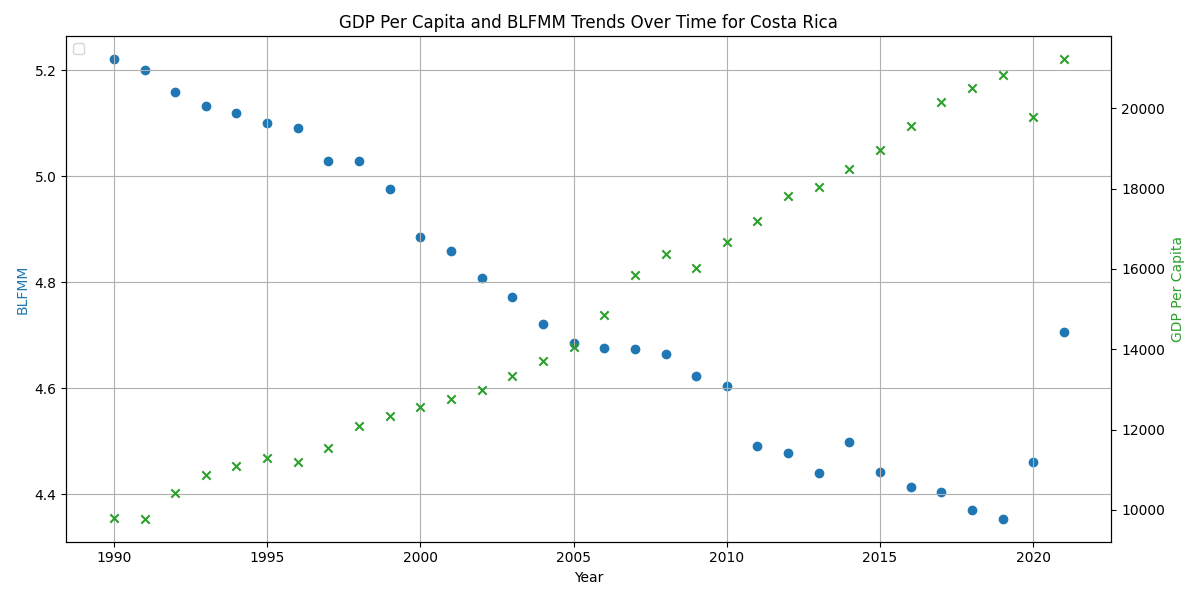 GDP Per Capita and BLFMM Trends Over Time for Costa Rica
5.2
5.0
4.8
4.6
4.4
BLFMM
20000
18000
16000
14000
12000
10000
GDP Per Capita
1990 1995 2000 2005 2010 2015 2020
Year